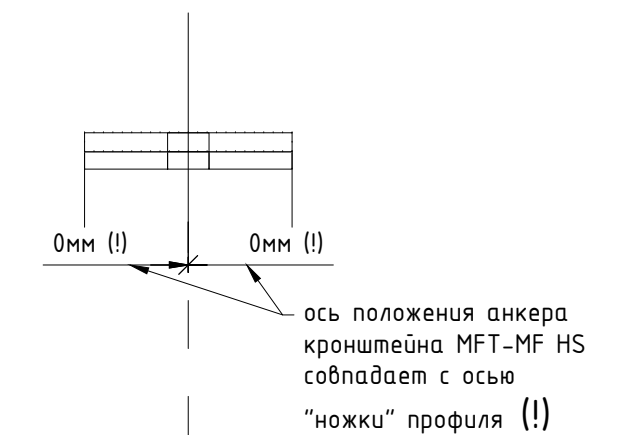 0мм (!) 0мм (!)
ось положения анкера
кронштейна MFT-MF HS
совпадает с осью
"ножки" профиля (!)